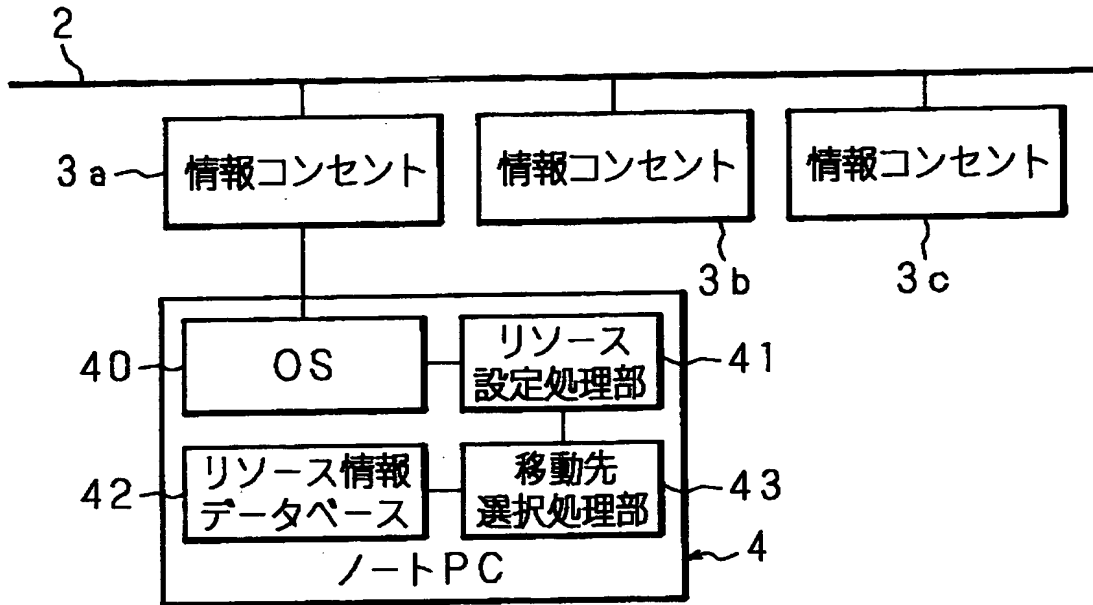 2
3a
情報コンセント
情報コンセント
情報コンセント
3b
3c
40
OS
リソース
設定処理部
41
42
リソース情報
データベース
移動先
選択処理部
43
ノートPC
4